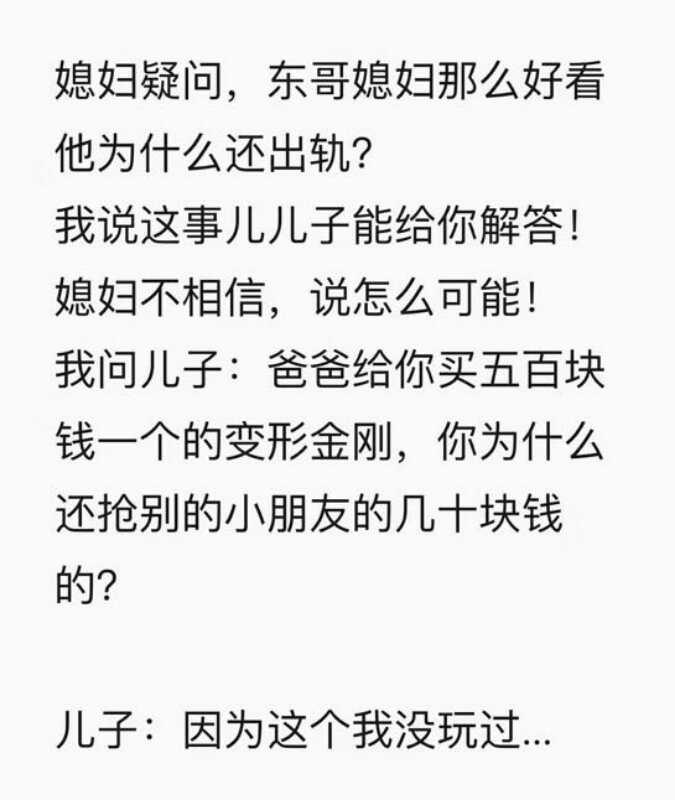 媳妇疑问，东哥媳妇那么好看
他为什么还出轨？
我说这事儿儿子能给你解答！
媳妇不相信，说怎么可能！
我问儿子：爸爸给你买五百块
钱一个的变形金刚，你为什么
还抢别的小朋友的几十块钱
的？
儿子：因为这个我没玩过...